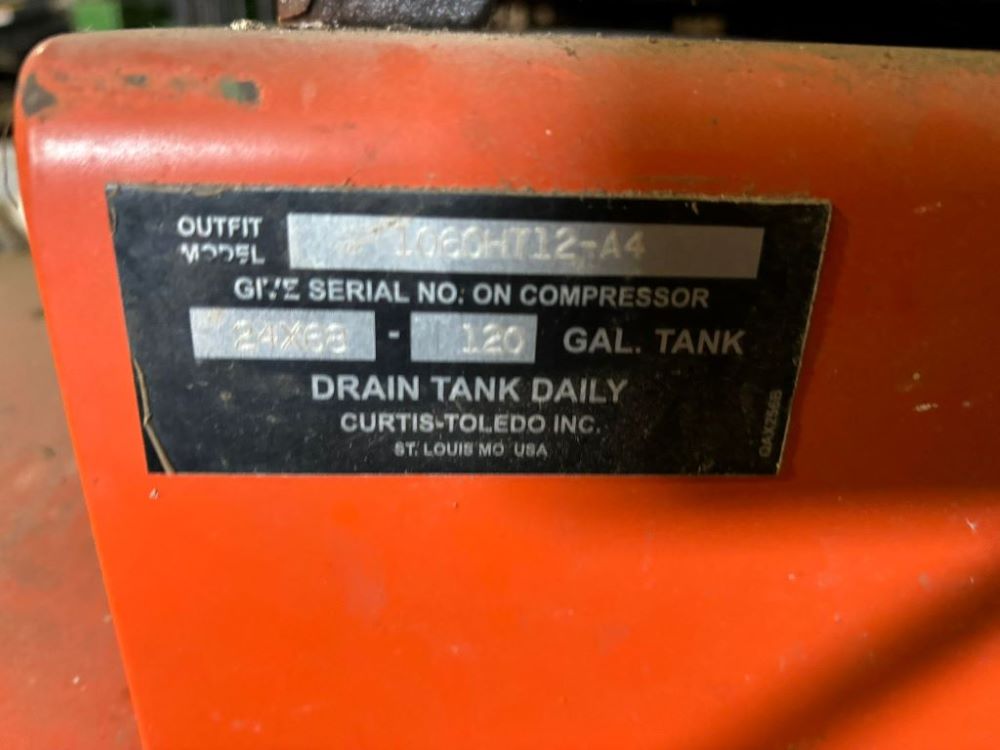 OUTFIT
MODEL 1060HT12-A4
GIVE SERIAL NO. ON COMPRESSOR
24X68 - 120 GAL. TANK
DRAIN TANK DAILY
CURTIS-TOLEDO INC.
ST. LOUIS MO USA